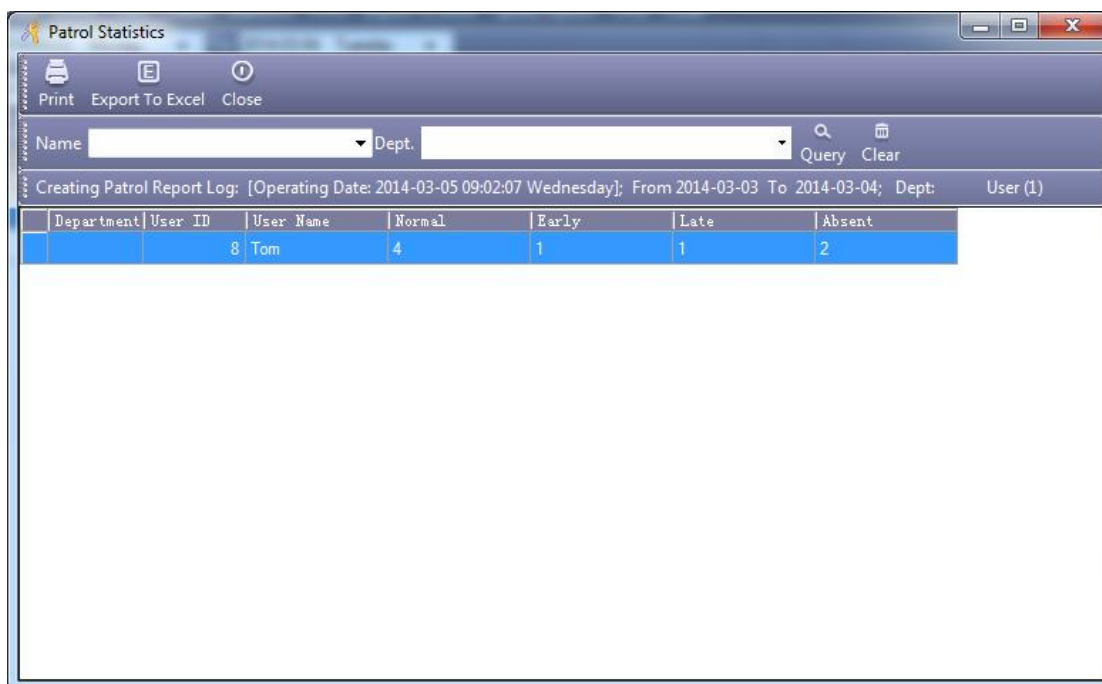 Patrol Statistics
Print Export To Excel Close
Name Dept. Query Clear
Creating Patrol Report Log: [Operating Date: 2014-03-05 09:02:07 Wednesday]; From 2014-03-03 To 2014-03-04; Dept: User (1)
Department User ID User Name Normal Early Late Absent
8 Tom 4 1 1 2